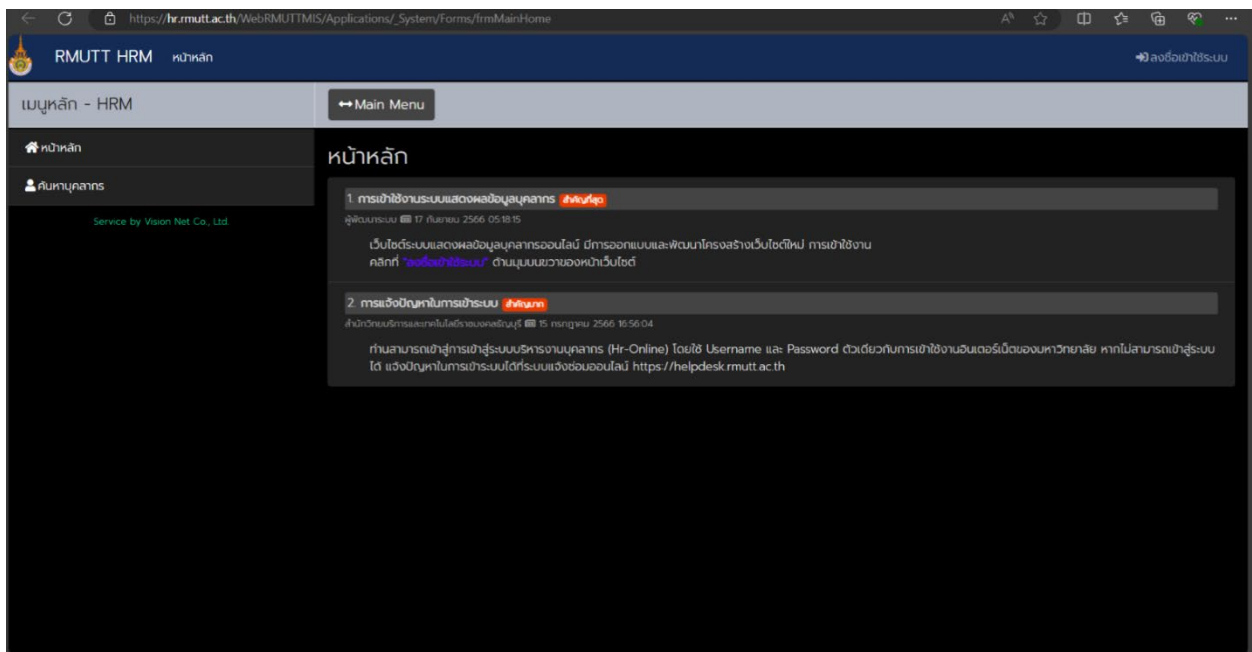 https://hr.rmutt.ac.th/WebRMUTTMIS/Applications/_System/Forms/frmMainHome
RMUTT HRM หน้าหลัก
ลงชื่อเข้าใช้ระบบ
เมนูหลัก - HRM
Main Menu
หน้าหลัก
ค้นหาบุคลากร
Service by Vision Net Co., Ltd.
หน้าหลัก
1. การเข้าใช้งานระบบแสดงผลข้อมูลบุคลากร สำคัญที่สุด
ผู้พัฒนาระบบ 17 กันยายน 2566 05:18:15
เว็บไซต์ระบบแสดงผลข้อมูลบุคลากรออนไลน์ มีการออกแบบและพัฒนาโครงสร้างเว็บไซต์ใหม่ การเข้าใช้งาน
คลิกที่ "ลงชื่อเข้าใช้ระบบ" ด้านมุมบนขวาของหน้าเว็บไซต์
2. การแจ้งปัญหาในการเข้าระบบ สำคัญมาก
สำนักวิทยบริการและเทคโนโลยีราชมงคลธัญบุรี 15 กรกฎาคม 2566 16:56:04
ท่านสามารถเข้าสู่การเข้าสู่ระบบบริหารงานบุคลากร (Hr-Online) โดยใช้ Username และ Password ตัวเดียวกับการเข้าใช้งานอินเตอร์เน็ตของมหาวิทยาลัย หากไม่สามารถเข้าสู่ระบบ
ได้ แจ้งปัญหาในการเข้าระบบได้ที่ระบบแจ้งซ่อมออนไลน์ https://helpdesk.rmutt.ac.th